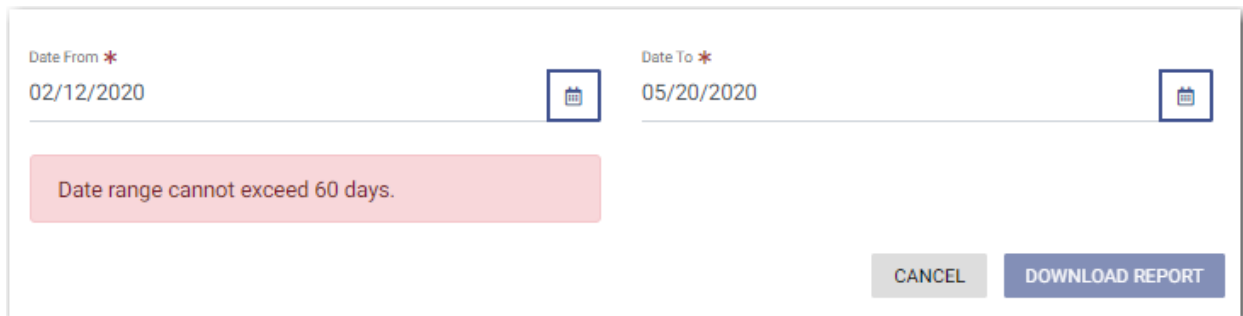 Date From *
Date To *
02/12/2020
05/20/2020
Date range cannot exceed 60 days.
CANCEL
DOWNLOAD REPORT